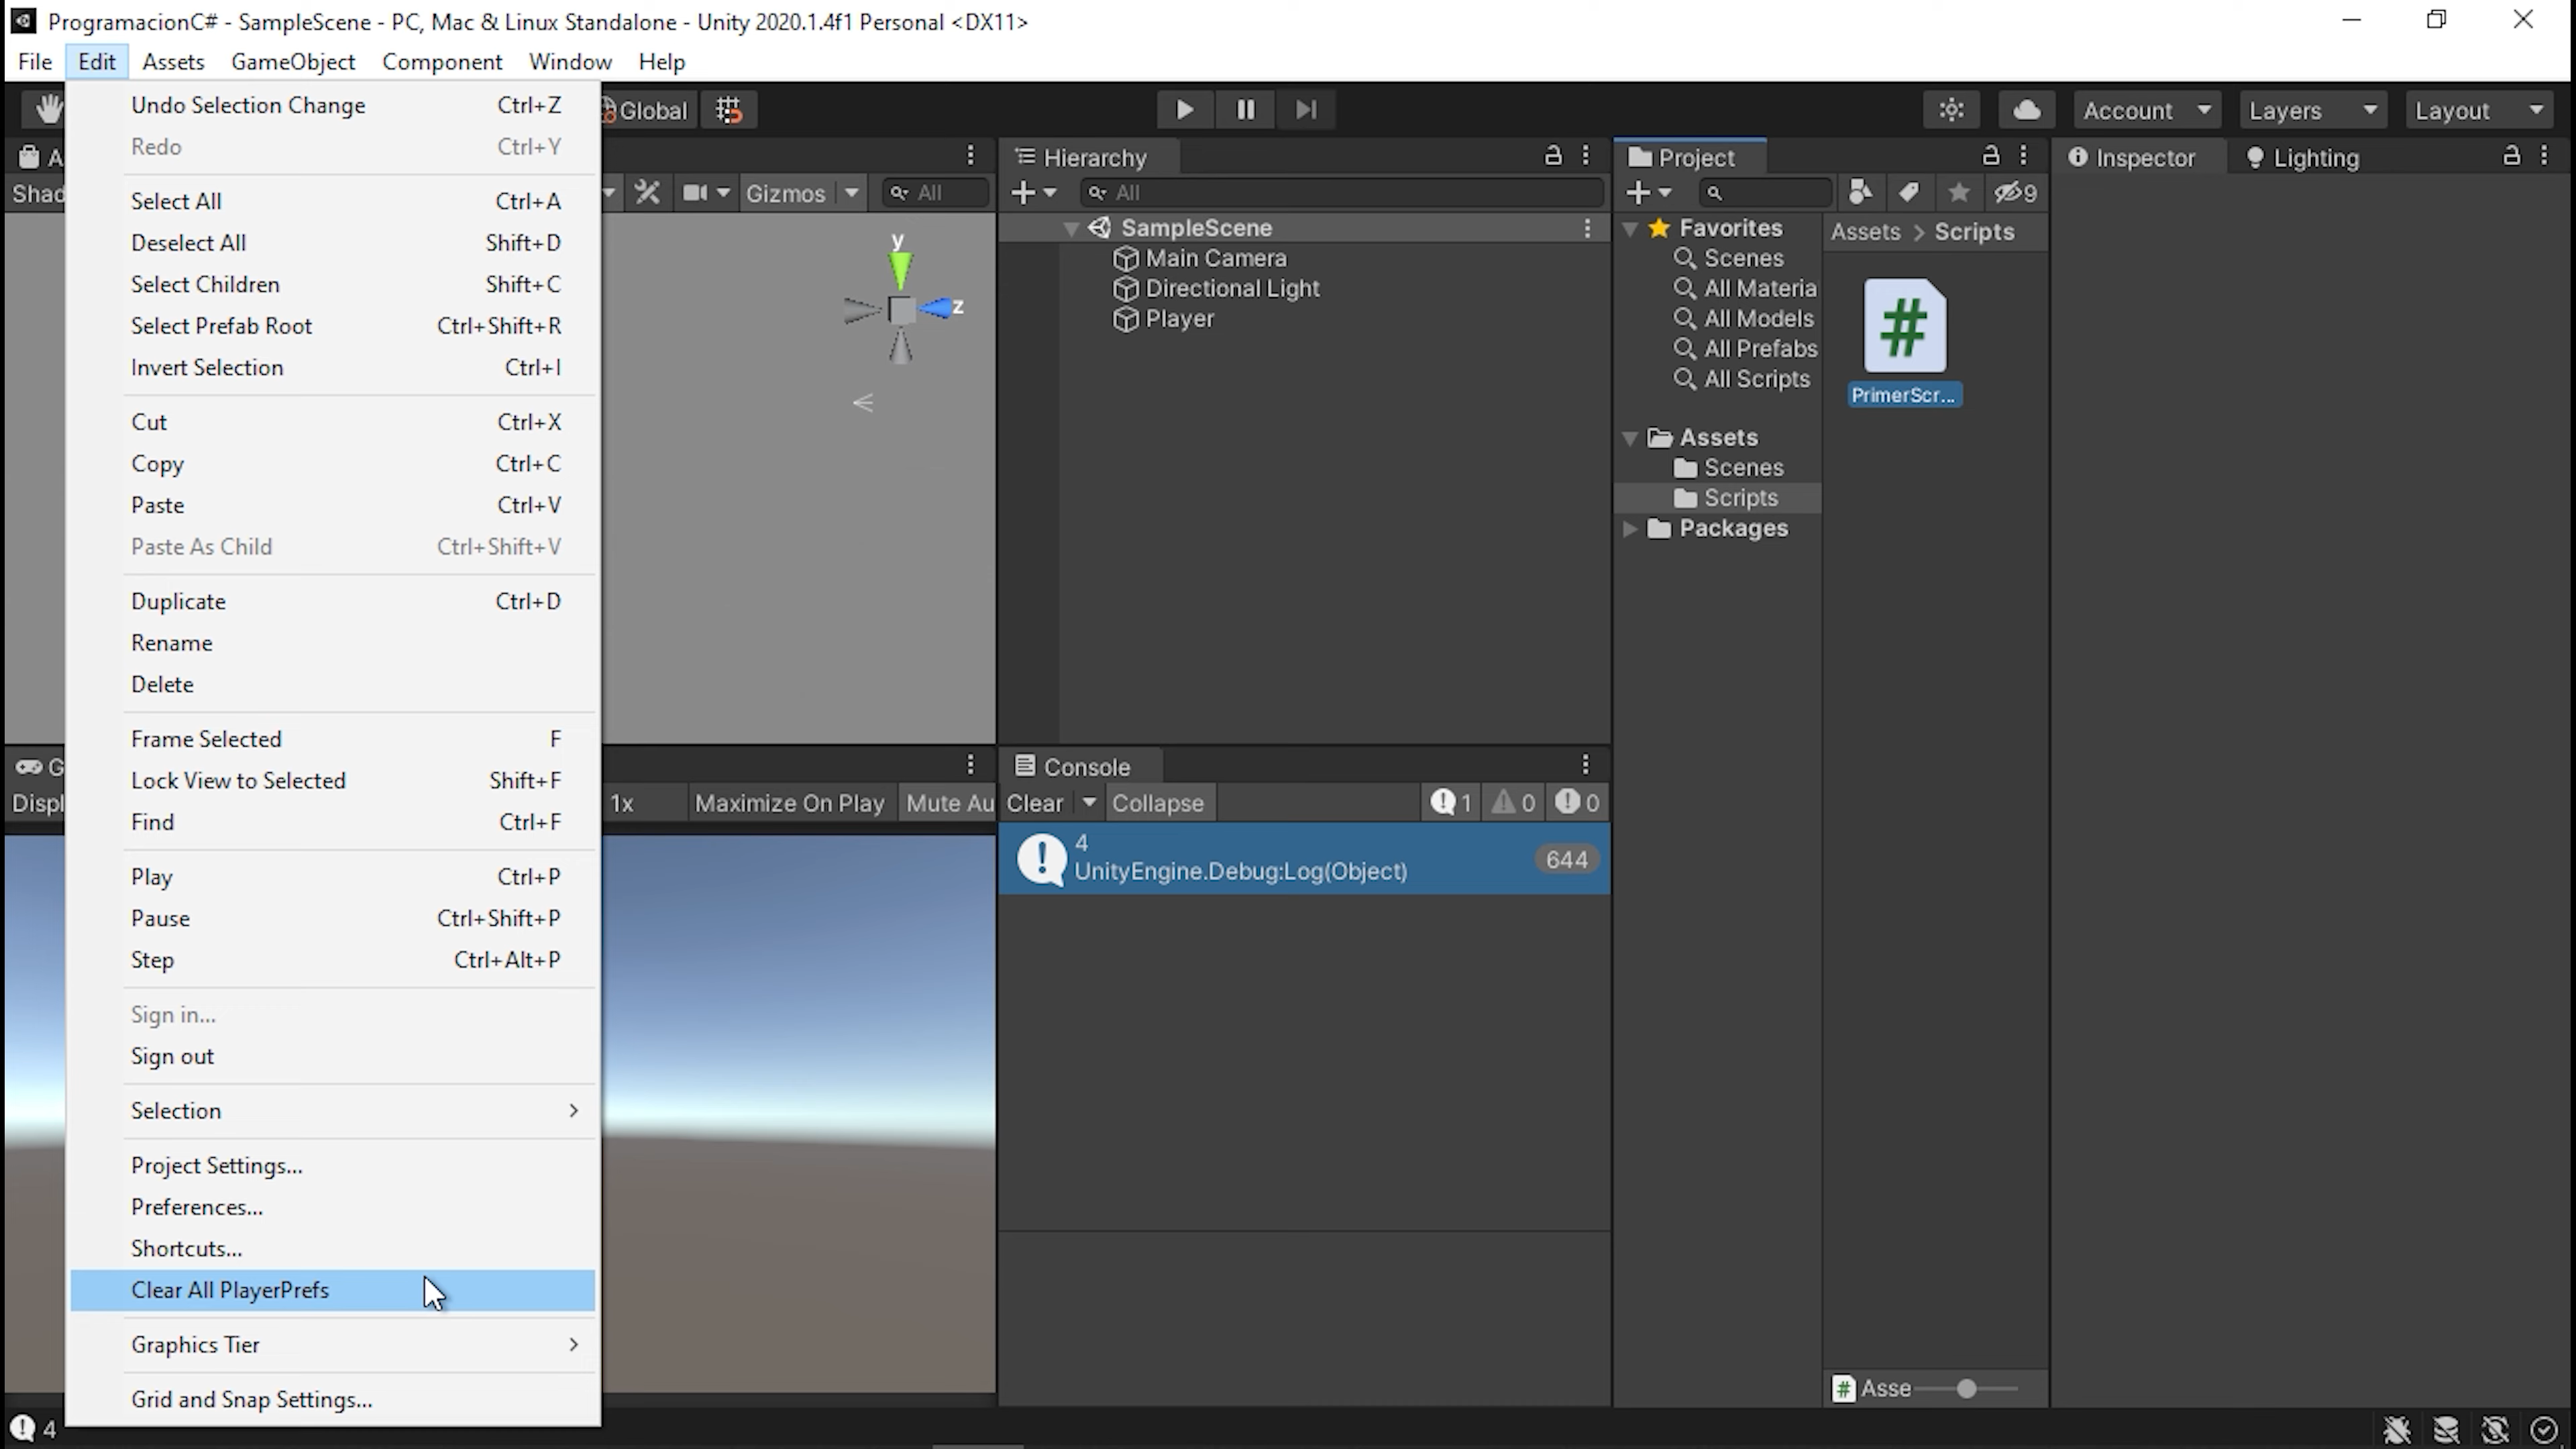 ProgramacionC# - SampleScene - PC, Mac & Linux Standalone - Unity 2020.1.4f1 Personal <DX11>
File Edit Assets GameObject Component Window Help
Global
Account Layers Layout
Undo Selection Change Ctrl+Z
Redo Ctrl+Y
Select All Ctrl+A
Deselect All Shift+D
Select Children Shift+C
Select Prefab Root Ctrl+Shift+R
Invert Selection Ctrl+I
Cut Ctrl+X
Copy Ctrl+C
Paste Ctrl+V
Paste As Child Ctrl+Shift+V
Duplicate Ctrl+D
Rename
Delete
Frame Selected F
Lock View to Selected Shift+F
Find Ctrl+F
Play Ctrl+P
Pause Ctrl+Shift+P
Step Ctrl+Alt+P
Sign in...
Sign out
Selection
Project Settings...
Preferences...
Shortcuts...
Clear All PlayerPrefs
Graphics Tier
Grid and Snap Settings...
A
Shad
Gizmos All
y
z
G
Displ
1x Maximize On Play Mute Au
Hierarchy
All
SampleScene
Main Camera
Directional Light
Player
Console
Clear Collapse 1 0 0
4
UnityEngine.Debug:Log(Object) 644
Project
9
Favorites
Scenes
All Materia
All Models
All Prefabs
All Scripts
Assets
Scenes
Scripts
Packages
Assets > Scripts
#
PrimerScr...
# Asse
Inspector Lighting
4